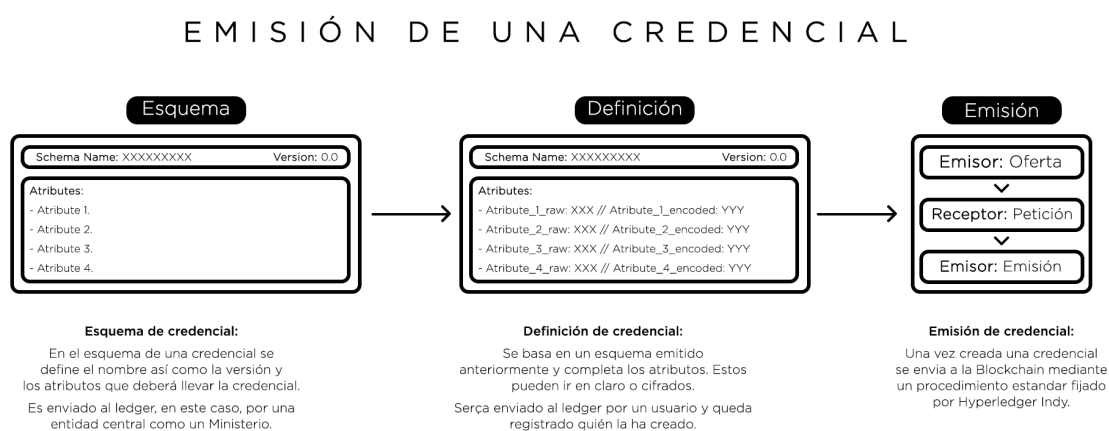 EMISIÓN DE UNA CREDENCIAL
Esquema
Schema Name: XXXXXXXXX Version: 0.0
Atributes:
- Atribute 1.
- Atribute 2.
- Atribute 3.
- Atribute 4.
Esquema de credencial:
En el esquema de una credencial se
define el nombre así como la versión y
los atributos que deberá llevar la credencial.
Es enviado al ledger, en este caso, por una
entidad central como un Ministerio.
Definición
Schema Name: XXXXXXXXX Version: 0.0
Atributes:
- Atribute_1_raw: XXX // Atribute_1_encoded: YYY
- Atribute_2_raw: XXX // Atribute_2_encoded: YYY
- Atribute_3_raw: XXX // Atribute_3_encoded: YYY
- Atribute_4_raw: XXX // Atribute_4_encoded: YYY
Definición de credencial:
Se basa en un esquema emitido
anteriormente y completa los atributos. Estos
pueden ir en claro o cifrados.
Serça enviado al ledger por un usuario y queda
registrado quién la ha creado.
Emisión
Emisor: Oferta
Receptor: Petición
Emisor: Emisión
Emisión de credencial:
Una vez creada una credencial
se envia a la Blockchain mediante
un procedimiento estandar fijado
por Hyperledger Indy.